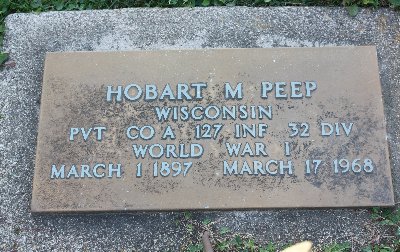 HOBART M PEEP
WISCONSIN
PVT CO A 127 INF 32 DIV
WORLD WAR I
MARCH 1 1897 MARCH 17 1968